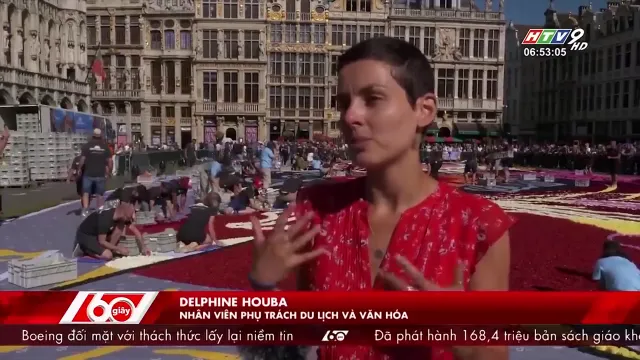 HTV9 HD
06:53:05
60 giây
DELPHINE HOUBA
NHÂN VIÊN PHỤ TRÁCH DU LỊCH VÀ VĂN HÓA
Boeing đối mặt với thách thức lấy lại niềm tin 60 giây Đã phát hành 168,4 triệu bản sách giáo kh